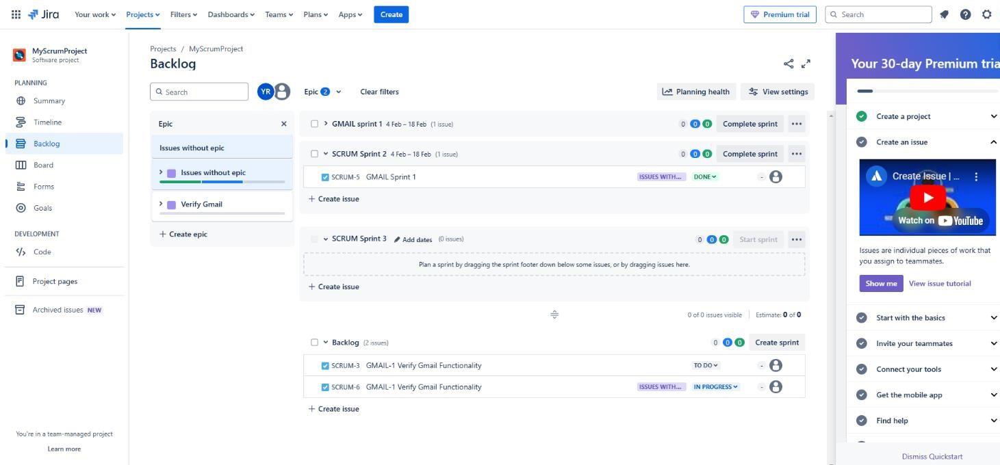 Jira Your work Projects Filters Dashboards Teams Plans Apps Create Premium trial Search
MyScrumProject
Software project
PLANNING
Summary
Timeline
Backlog
Board
Forms
Goals
DEVELOPMENT
Code
Project pages
Archived issues NEW
You're in a team-managed project
Learn more
Projects / MyScrumProject
Backlog
Search YR Epic 2 Clear filters Planning health View settings
Epic
Issues without epic
Issues without epic
Verify Gmail
+ Create epic
GMAIL sprint 1 4 Feb – 18 Feb (1 issue) 0 0 0 Complete sprint
SCRUM Sprint 2 4 Feb – 18 Feb (1 issue) 0 0 0 Complete sprint
SCRUM-5 GMAIL Sprint 1 ISSUES WITH... DONE -
+ Create issue
SCRUM Sprint 3 Add dates (0 issues) 0 0 0 Start sprint
Plan a sprint by dragging the sprint footer down below some issues, or by dragging issues here.
+ Create issue
0 of 0 issues visible Estimate: 0 of 0
Backlog (2 issues) 0 0 0 Create sprint
SCRUM-3 GMAIL-1 Verify Gmail Functionality TO DO -
SCRUM-6 GMAIL-1 Verify Gmail Functionality ISSUES WITH... IN PROGRESS -
+ Create issue
Your 30-day Premium tria
Create a project
Create an issue
Create Issue | ...
Watch on YouTube
Issues are individual pieces of work that
you assign to teammates.
Show me View issue tutorial
Start with the basics
Invite your teammates
Connect your tools
Get the mobile app
Find help
Dismiss Quickstart